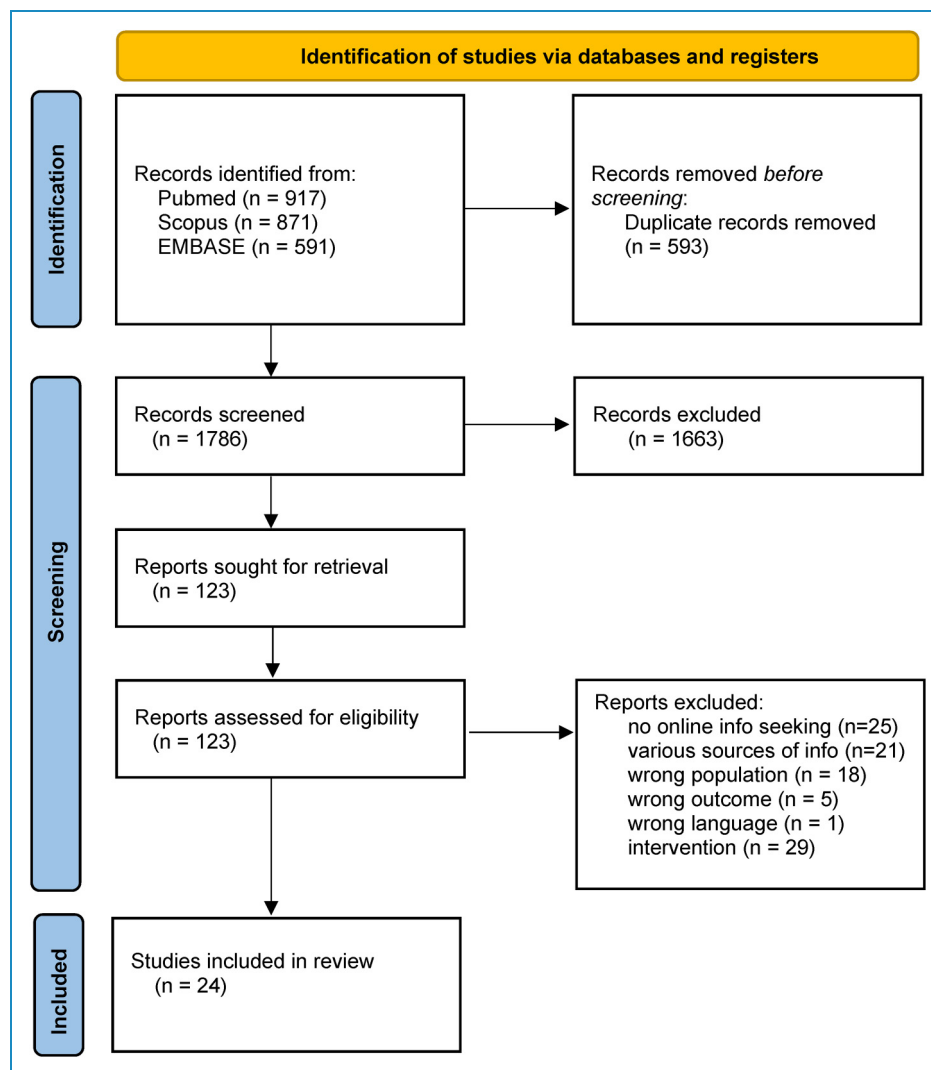 Identification of studies via databases and registers
Identification
Records identified from:
Pubmed (n = 917)
Scopus (n = 871)
EMBASE (n = 591)
Records removed before
screening:
Duplicate records removed
(n = 593)
Screening
Records screened
(n = 1786)
Records excluded
(n = 1663)
Reports sought for retrieval
(n = 123)
Reports assessed for eligibility
(n = 123)
Reports excluded:
no online info seeking (n=25)
various sources of info (n=21)
wrong population (n = 18)
wrong outcome (n = 5)
wrong language (n = 1)
intervention (n = 29)
Included
Studies included in review
(n = 24)